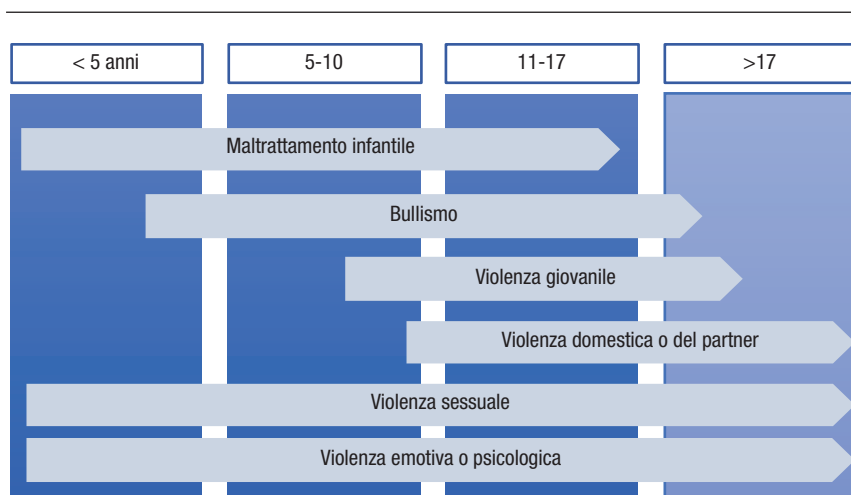 < 5 anni
5-10
11-17
>17
Maltrattamento infantile
Bullismo
Violenza giovanile
Violenza domestica o del partner
Violenza sessuale
Violenza emotiva o psicologica